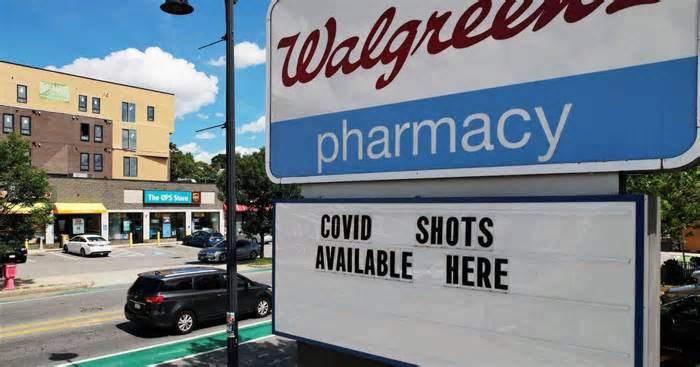 Walgreens
pharmacy
COVID SHOTS
AVAILABLE HERE
The UPS Store